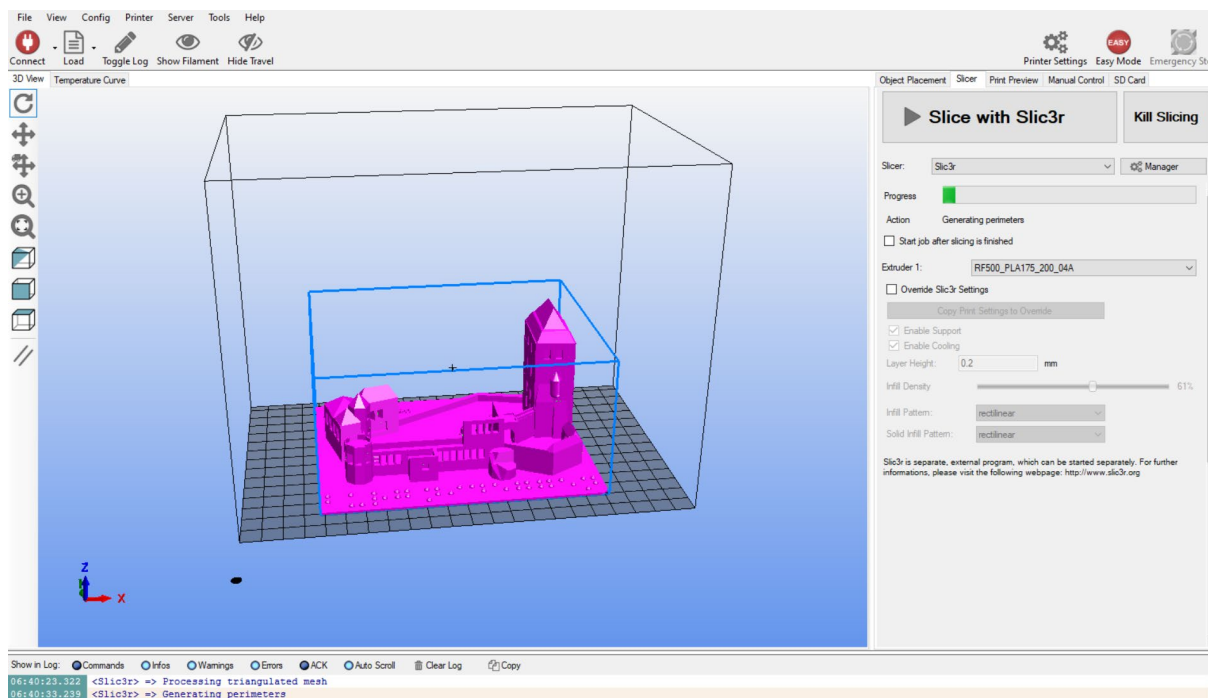 File View Config Printer Server Tools Help
Connect Load Toggle Log Show Filament Hide Travel
Printer Settings Easy Mode Emergency
EASY
3D View Temperature Curve
Object Placement Slicer Print Preview Manual Control SD Card
Slice with Slic3r Kill Slicing
Slicer: Slic3r Manager
Progress
Action Generating perimeters
Start job after slicing is finished
Extruder 1: RF500_PLA175_200_04A
Override Slic3r Settings
Copy Print Settings to Override
Enable Support
Enable Cooling
Layer Height: 0.2 mm
Infill Density 61%
Infill Pattern: rectilinear
Solid Infill Pattern: rectilinear
Slic3r is separate, external program, which can be started separately. For further
informations, please visit the following webpage: http://www.slic3r.org
Z
X
Show in Log: Commands Infos Warnings Errors ACK Auto Scroll Clear Log Copy
06:40:23.322 <Slic3r> => Processing triangulated mesh
06:40:33.239 <Slic3r> => Generating perimeters